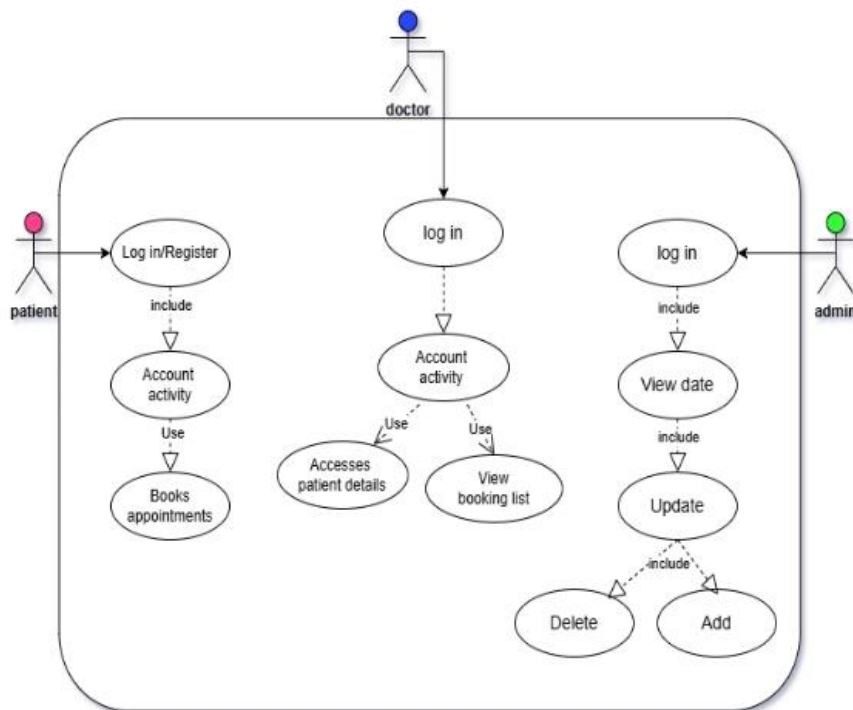 doctor
patient
admin
Log in/Register
include
Account
activity
Use
Books
appointments
log in
Account
activity
Use
Use
Accesses
patient details
View
booking list
log in
include
View date
include
Update
include
Delete
Add